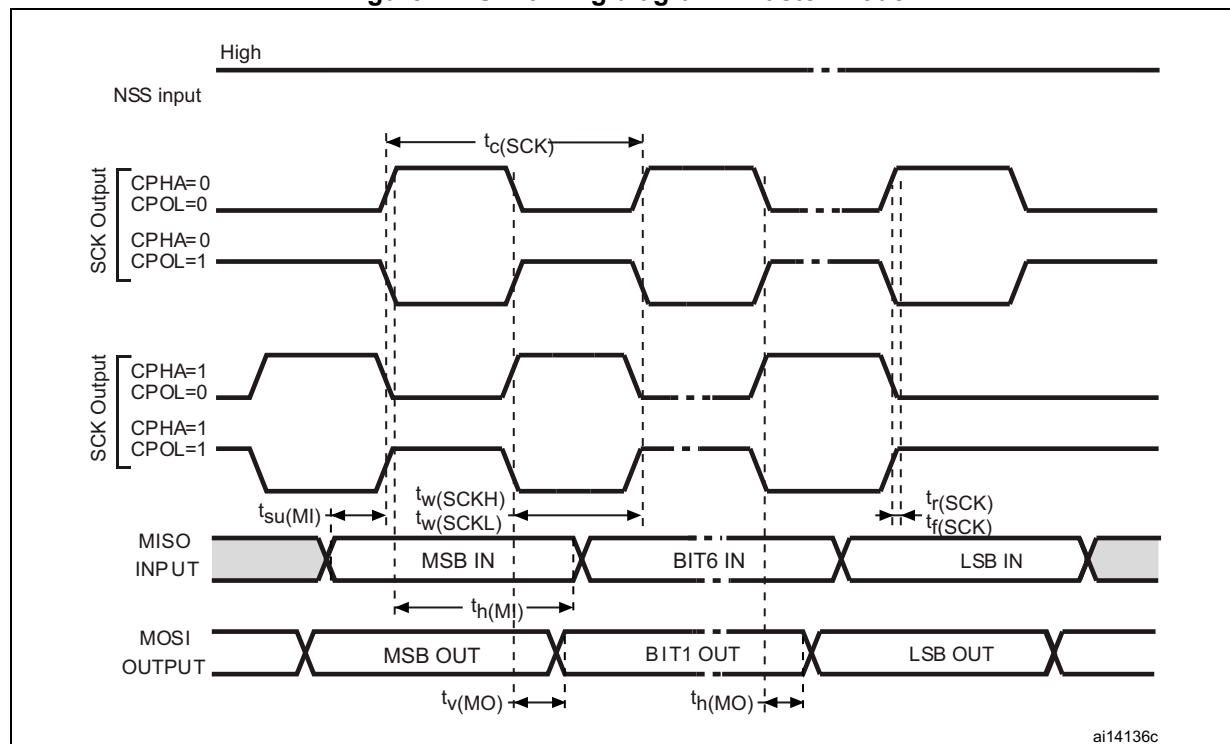 High
NSS input
tc(SCK)
SCK Output
CPHA=0
CPOL=0
CPHA=0
CPOL=1
SCK Output
CPHA=1
CPOL=0
CPHA=1
CPOL=1
tsu(MI)
tw(SCKH)
tw(SCKL)
tr(SCK)
tf(SCK)
MISO
INPUT
MSB IN
BIT6 IN
LSB IN
th(MI)
MOSI
OUTPUT
MSB OUT
BIT1 OUT
LSB OUT
tv(MO)
th(MO)
ai14136c